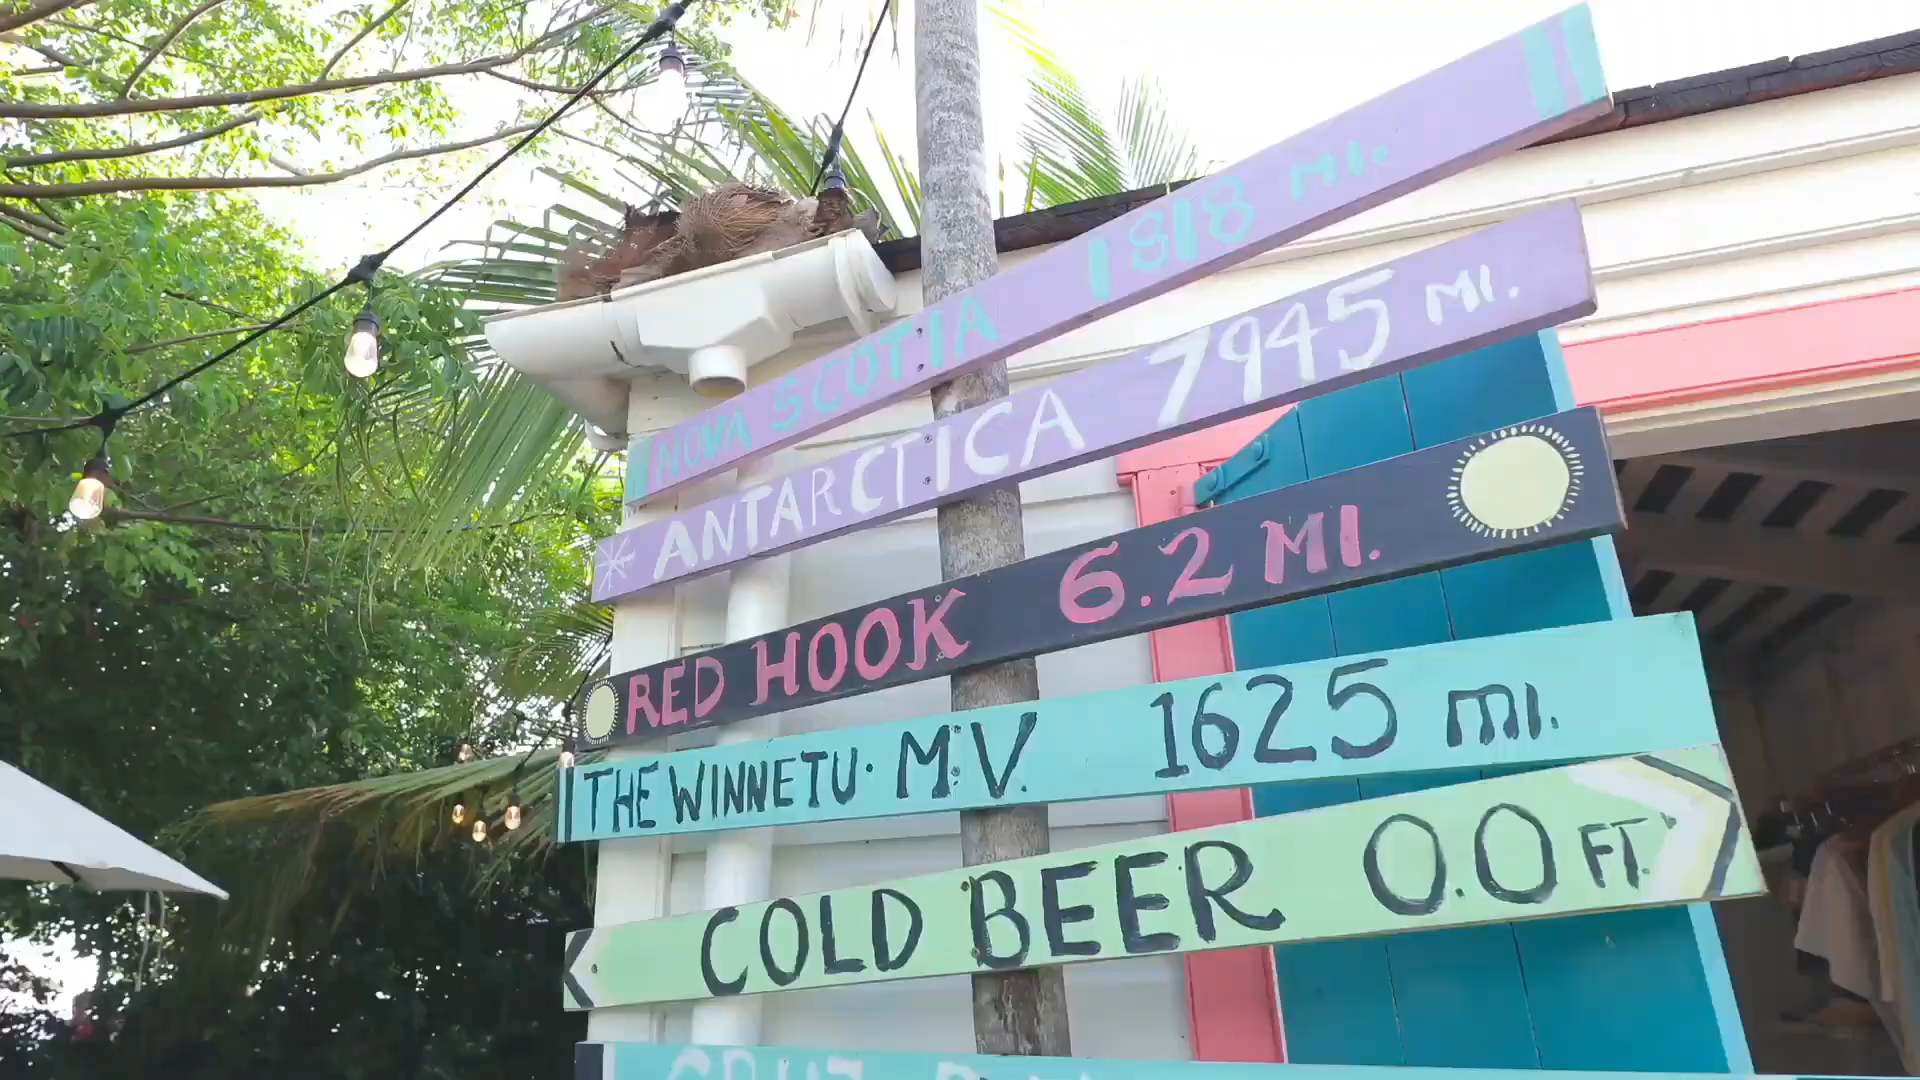 NOVA SCOTIA 1818 MI.
ANTARCTICA 7945 MI.
RED HOOK 6.2 MI.
THE WINNETU · M.V. 1625 mi.
COLD BEER 0.0 FT.
CRUZ